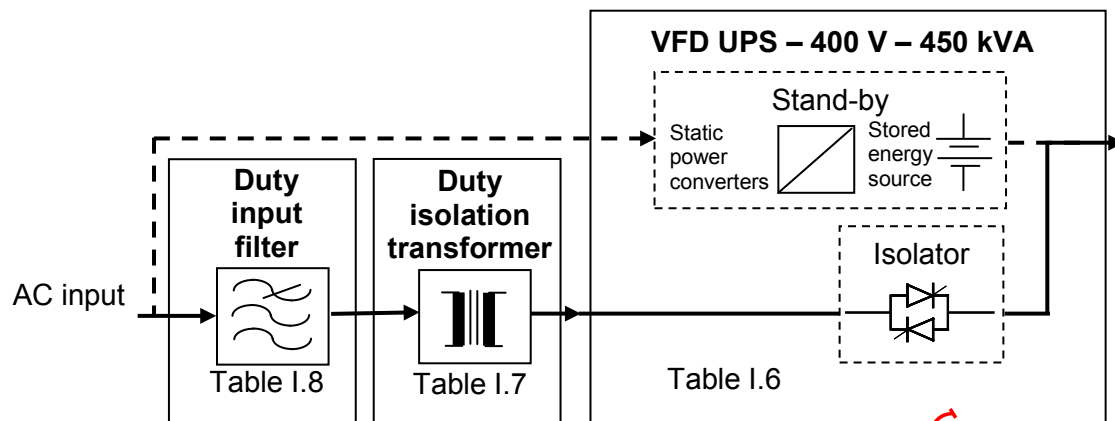 VFD UPS – 400 V – 450 kVA
Stand-by
Static
power
converters
Stored
energy
source
Duty
input
filter
Duty
isolation
transformer
Isolator
AC input
Table I.8
Table I.7
Table I.6